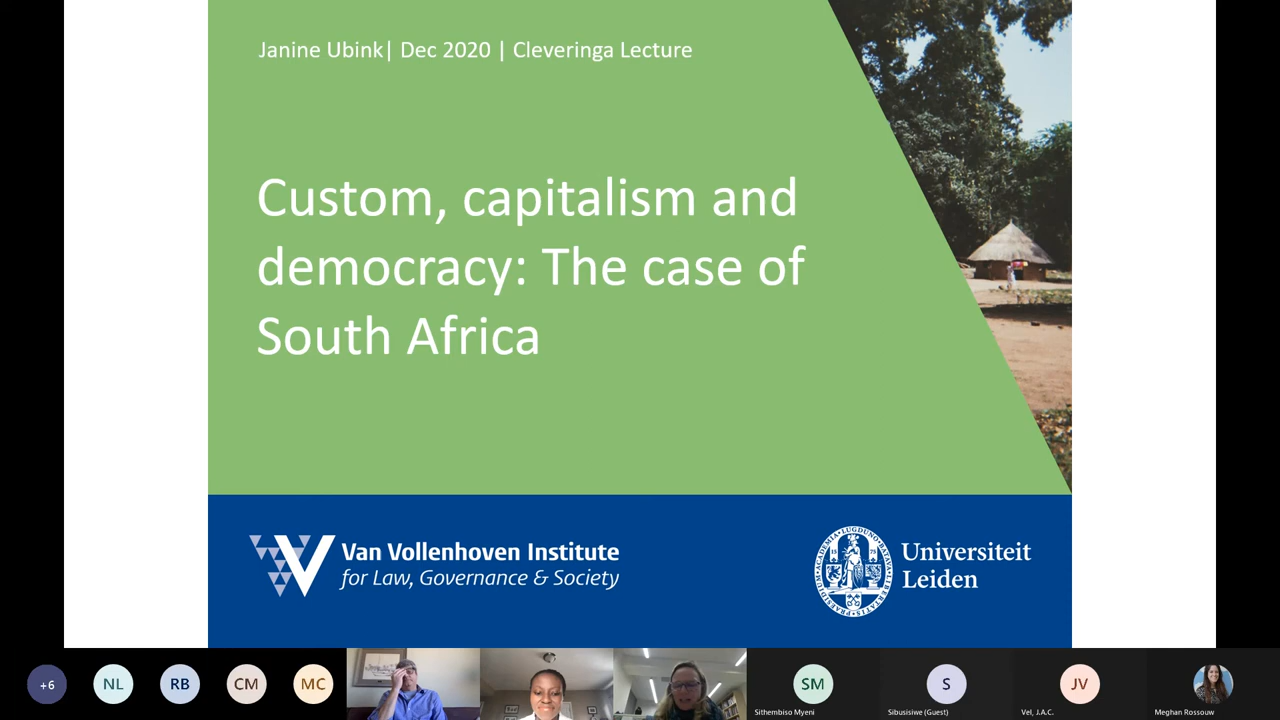 Janine Ubink| Dec 2020 | Cleveringa Lecture
Custom, capitalism and
democracy: The case of
South Africa
Van Vollenhoven Institute
for Law, Governance & Society
Universiteit
Leiden
+6
NL
RB
CM
MC
SM
S
JV
Sithembiso Myeni
Sibusisiwe (Guest)
Vel, J.A.C.
Meghan Rossouw